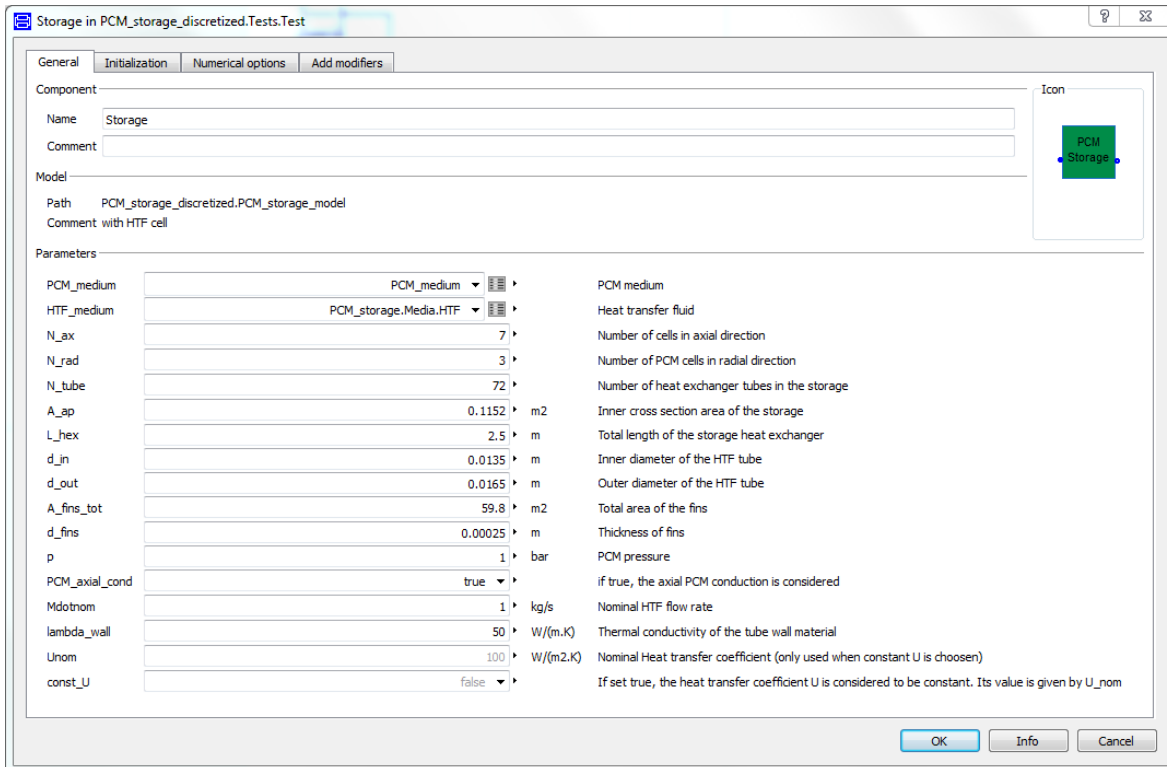 Storage in PCM_storage_discretized.Tests.Test
General Initialization Numerical options Add modifiers
Component
Icon
Name Storage
Comment
PCM
Storage
Model
Path PCM_storage_discretized.PCM_storage_model
Comment with HTF cell
Parameters
PCM_medium PCM_medium PCM medium
HTF_medium PCM_storage.Media.HTF Heat transfer fluid
N_ax 7 Number of cells in axial direction
N_rad 3 Number of PCM cells in radial direction
N_tube 72 Number of heat exchanger tubes in the storage
A_ap 0.1152 m2 Inner cross section area of the storage
L_hex 2.5 m Total length of the storage heat exchanger
d_in 0.0135 m Inner diameter of the HTF tube
d_out 0.0165 m Outer diameter of the HTF tube
A_fins_tot 59.8 m2 Total area of the fins
d_fins 0.00025 m Thickness of fins
p 1 bar PCM pressure
PCM_axial_cond true if true, the axial PCM conduction is considered
Mdotnom 1 kg/s Nominal HTF flow rate
lambda_wall 50 W/(m.K) Thermal conductivity of the tube wall material
Unom 100 W/(m2.K) Nominal Heat transfer coefficient (only used when constant U is choosen)
const_U false If set true, the heat transfer coefficient U is considered to be constant. Its value is given by U_nom
OK Info Cancel